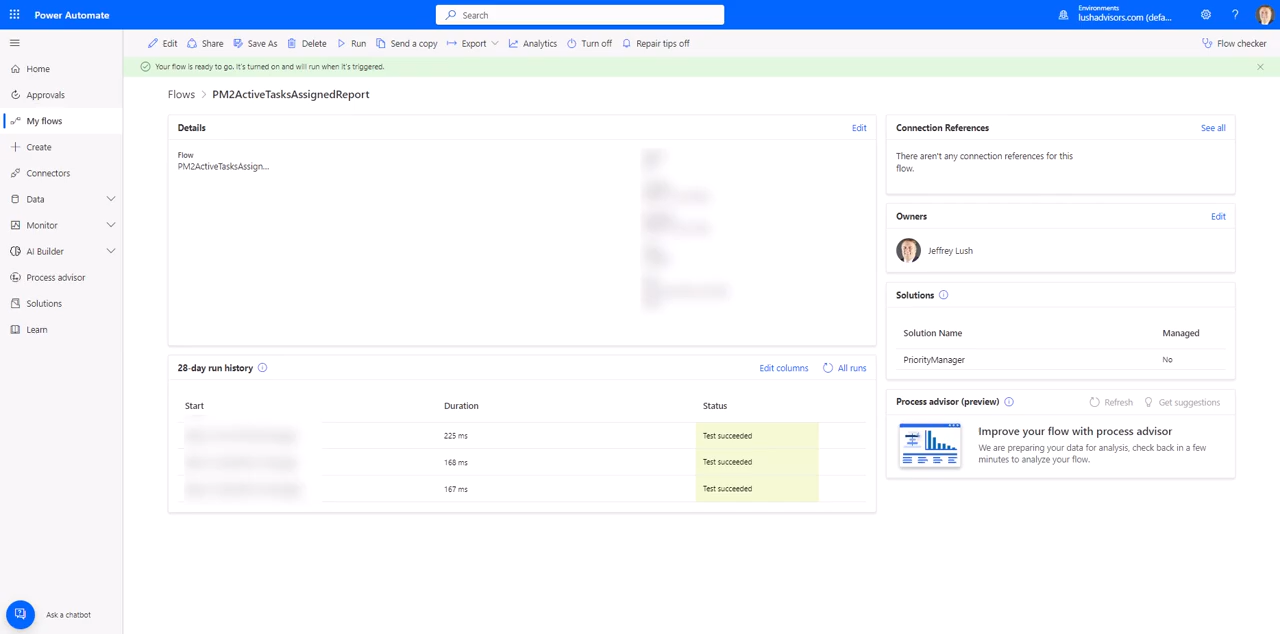 Power Automate
Search
Environments
lushadvisors.com (defa...
?
Edit
Share
Save As
Delete
Run
Send a copy
Export
Analytics
Turn off
Repair tips off
Flow checker
Your flow is ready to go. It's turned on and will run when it's triggered.
Home
Approvals
My flows
Create
Connectors
Data
Monitor
AI Builder
Process advisor
Solutions
Learn
Ask a chatbot
Flows > PM2ActiveTasksAssignedReport
Details
Edit
Flow
PM2ActiveTasksAssign...
28-day run history
Edit columns
All runs
Start Duration Status
225 ms Test succeeded
168 ms Test succeeded
167 ms Test succeeded
Connection References
See all
There aren't any connection references for this
flow.
Owners
Edit
Jeffrey Lush
Solutions
Solution Name Managed
PriorityManager No
Process advisor (preview)
Refresh
Get suggestions
Improve your flow with process advisor
We are preparing your data for analysis, check back in a few
minutes to analyze your flow.